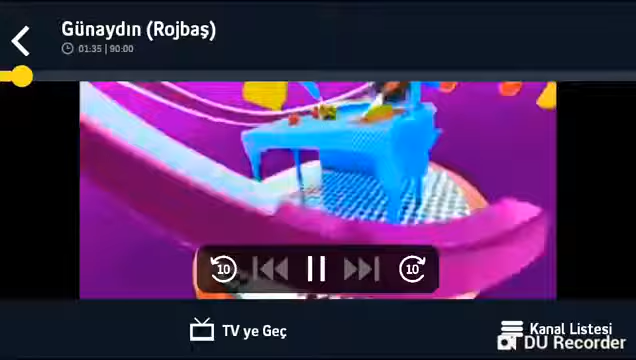 Günaydın (Rojbaş)
01:35 | 90:00
10
10
TV ye Geç
Kanal Listesi
DU Recorder